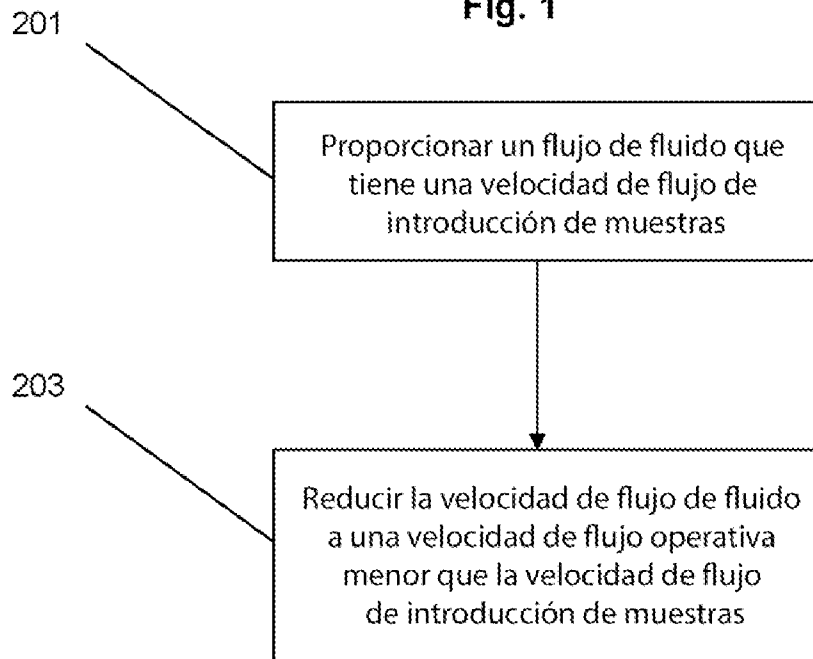 Fig. 1
201
Proporcionar un flujo de fluido que
tiene una velocidad de flujo de
introducción de muestras
203
Reducir la velocidad de flujo de fluido
a una velocidad de flujo operativa
menor que la velocidad de flujo
de introducción de muestras